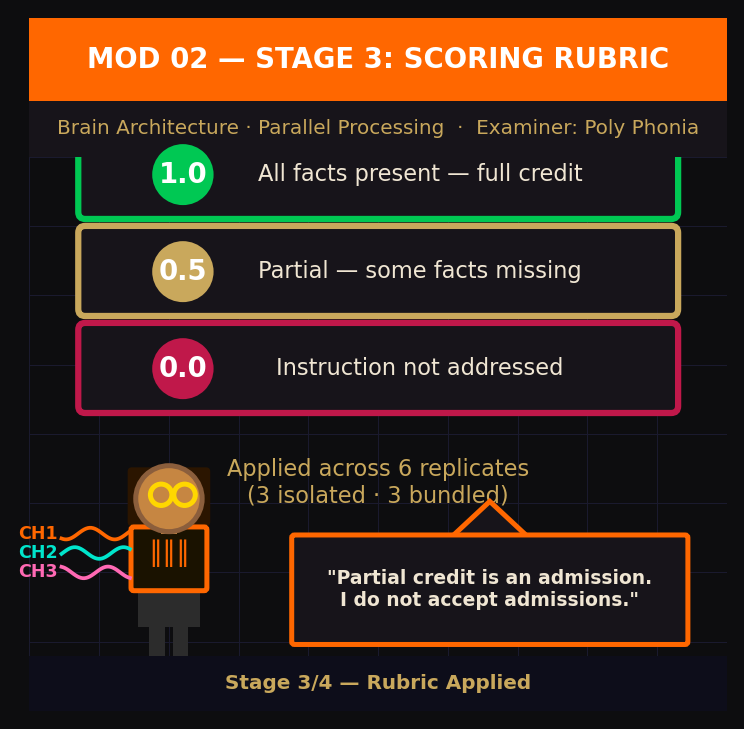 MOD 02 — STAGE 3: SCORING RUBRIC
Brain Architecture · Parallel Processing · Examiner: Poly Phonia
1.0 All facts present — full credit
0.5 Partial — some facts missing
0.0 Instruction not addressed
Applied across 6 replicates
(3 isolated · 3 bundled)
CH1
CH2
CH3
"Partial credit is an admission.
I do not accept admissions."
Stage 3/4 — Rubric Applied